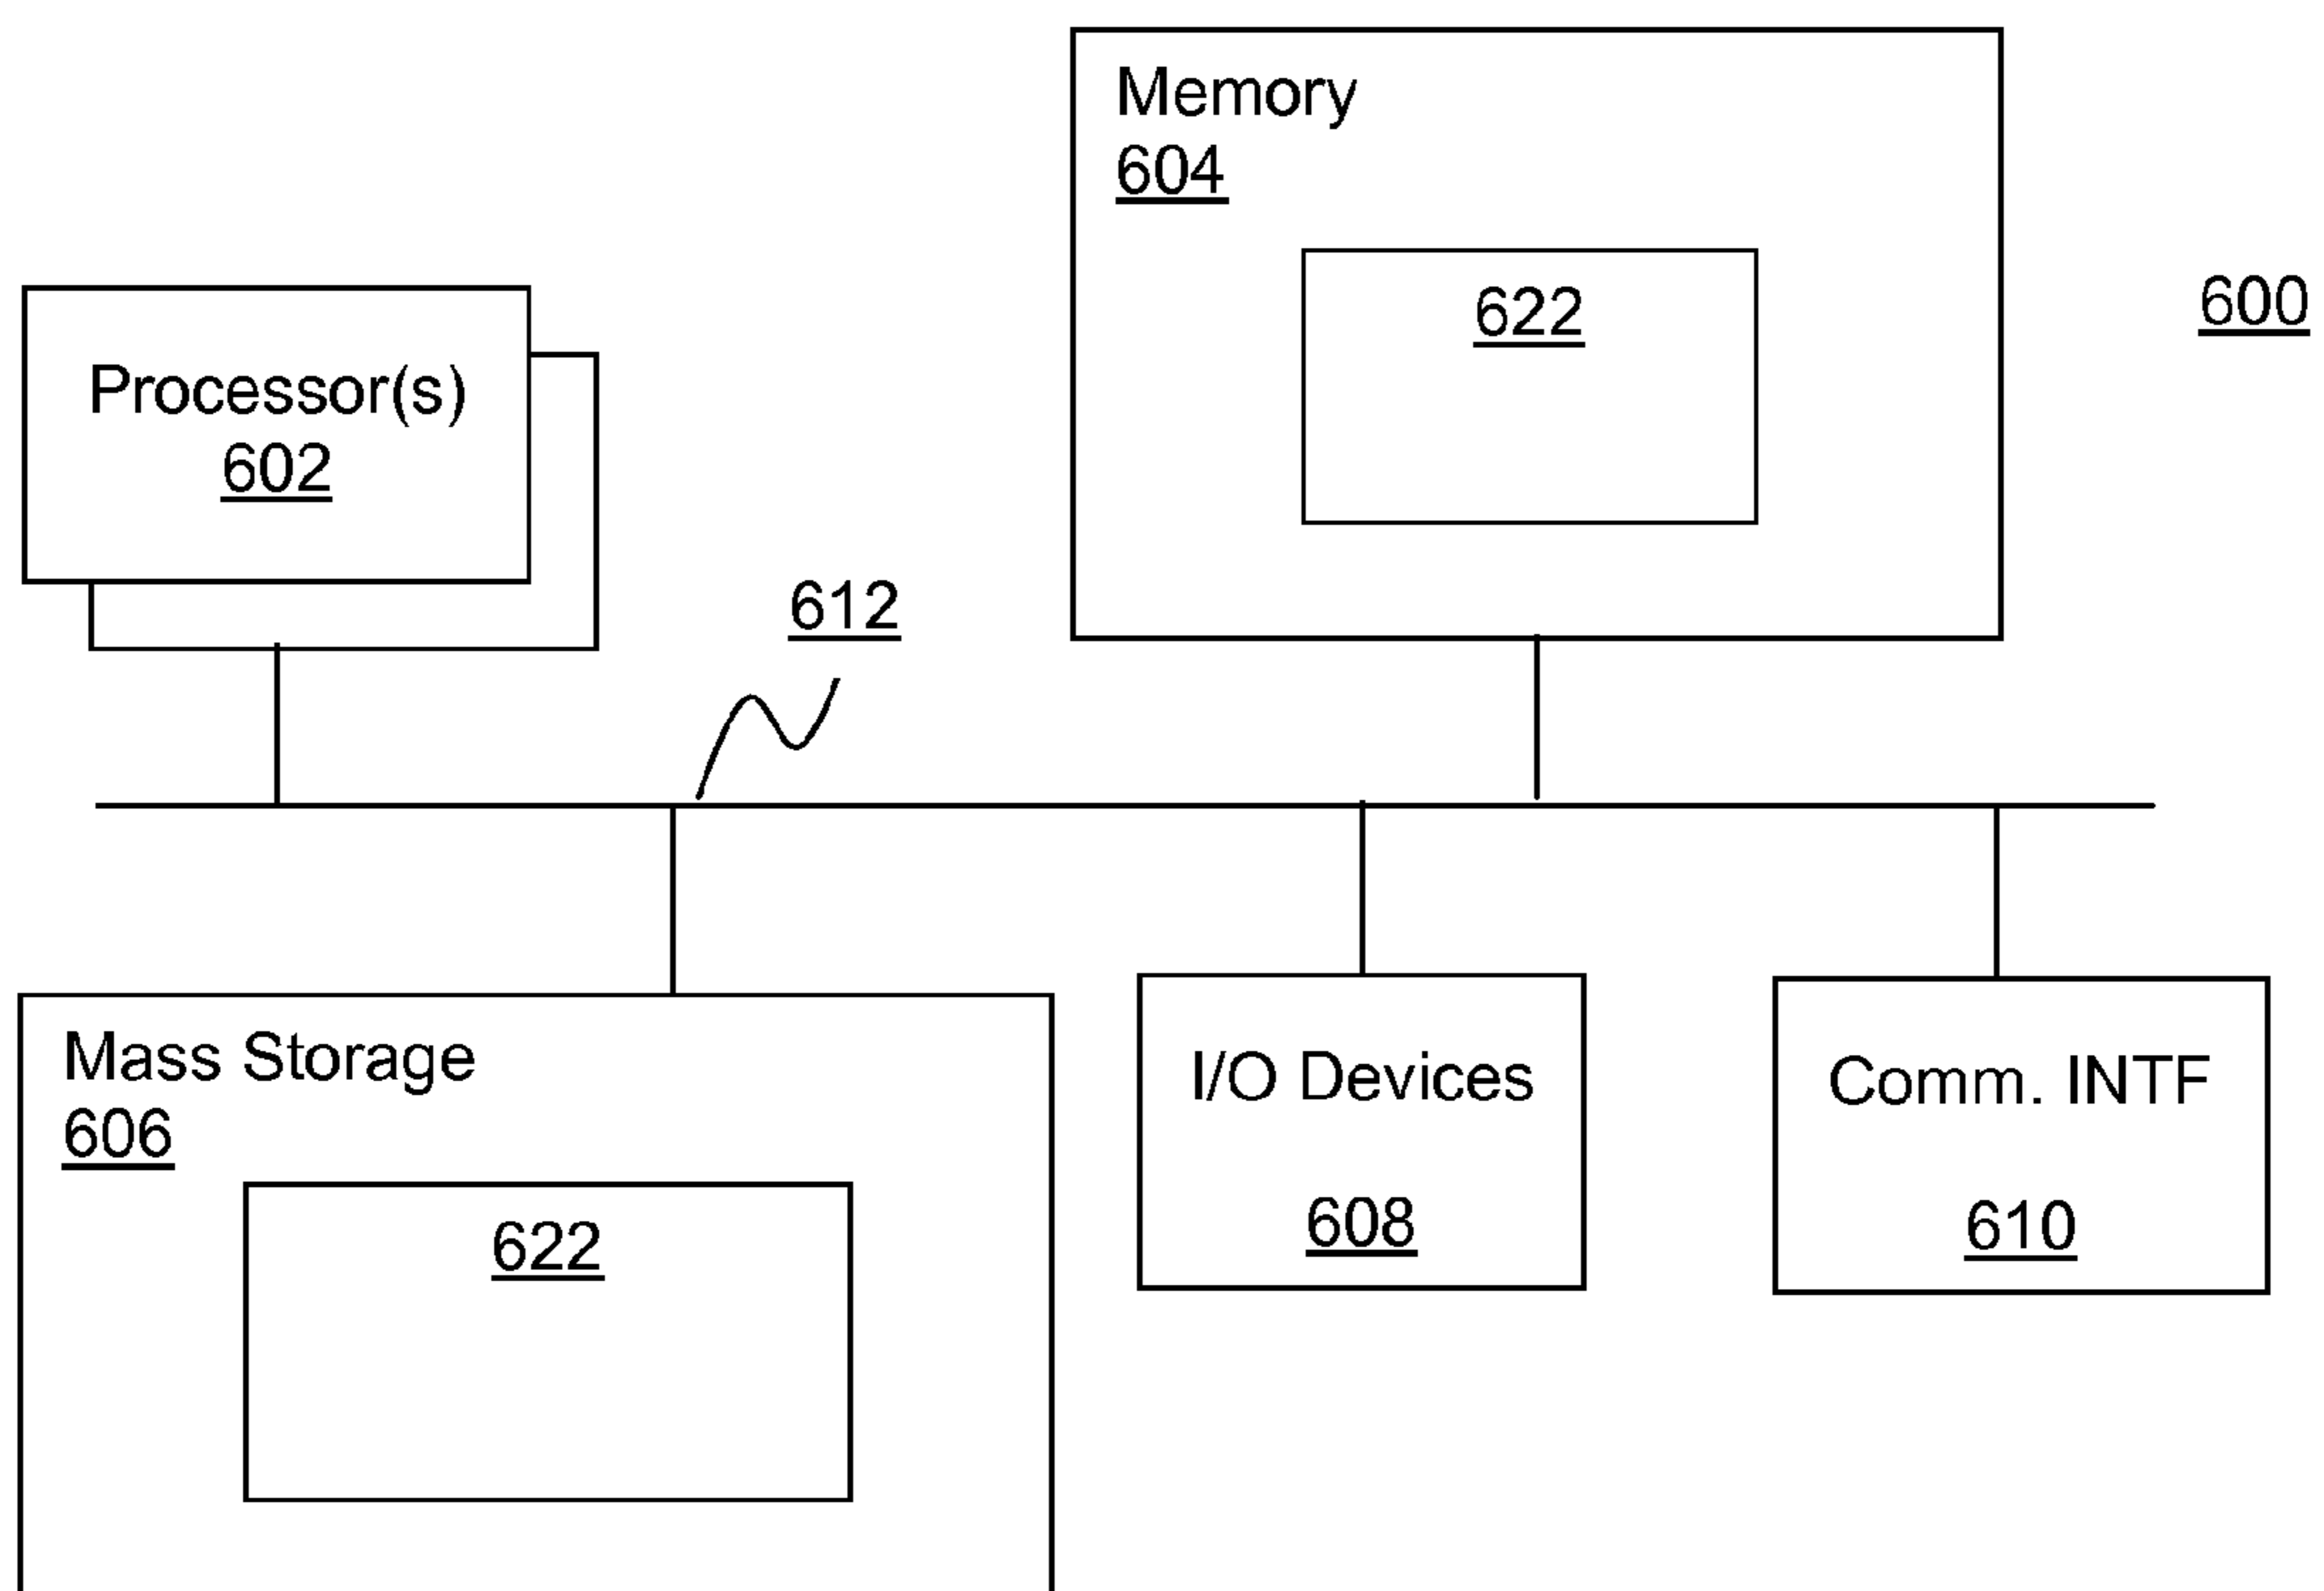 Memory
604
622
600
Processor(s)
602
612
Mass Storage
606
622
I/O Devices
608
Comm. INTF
610